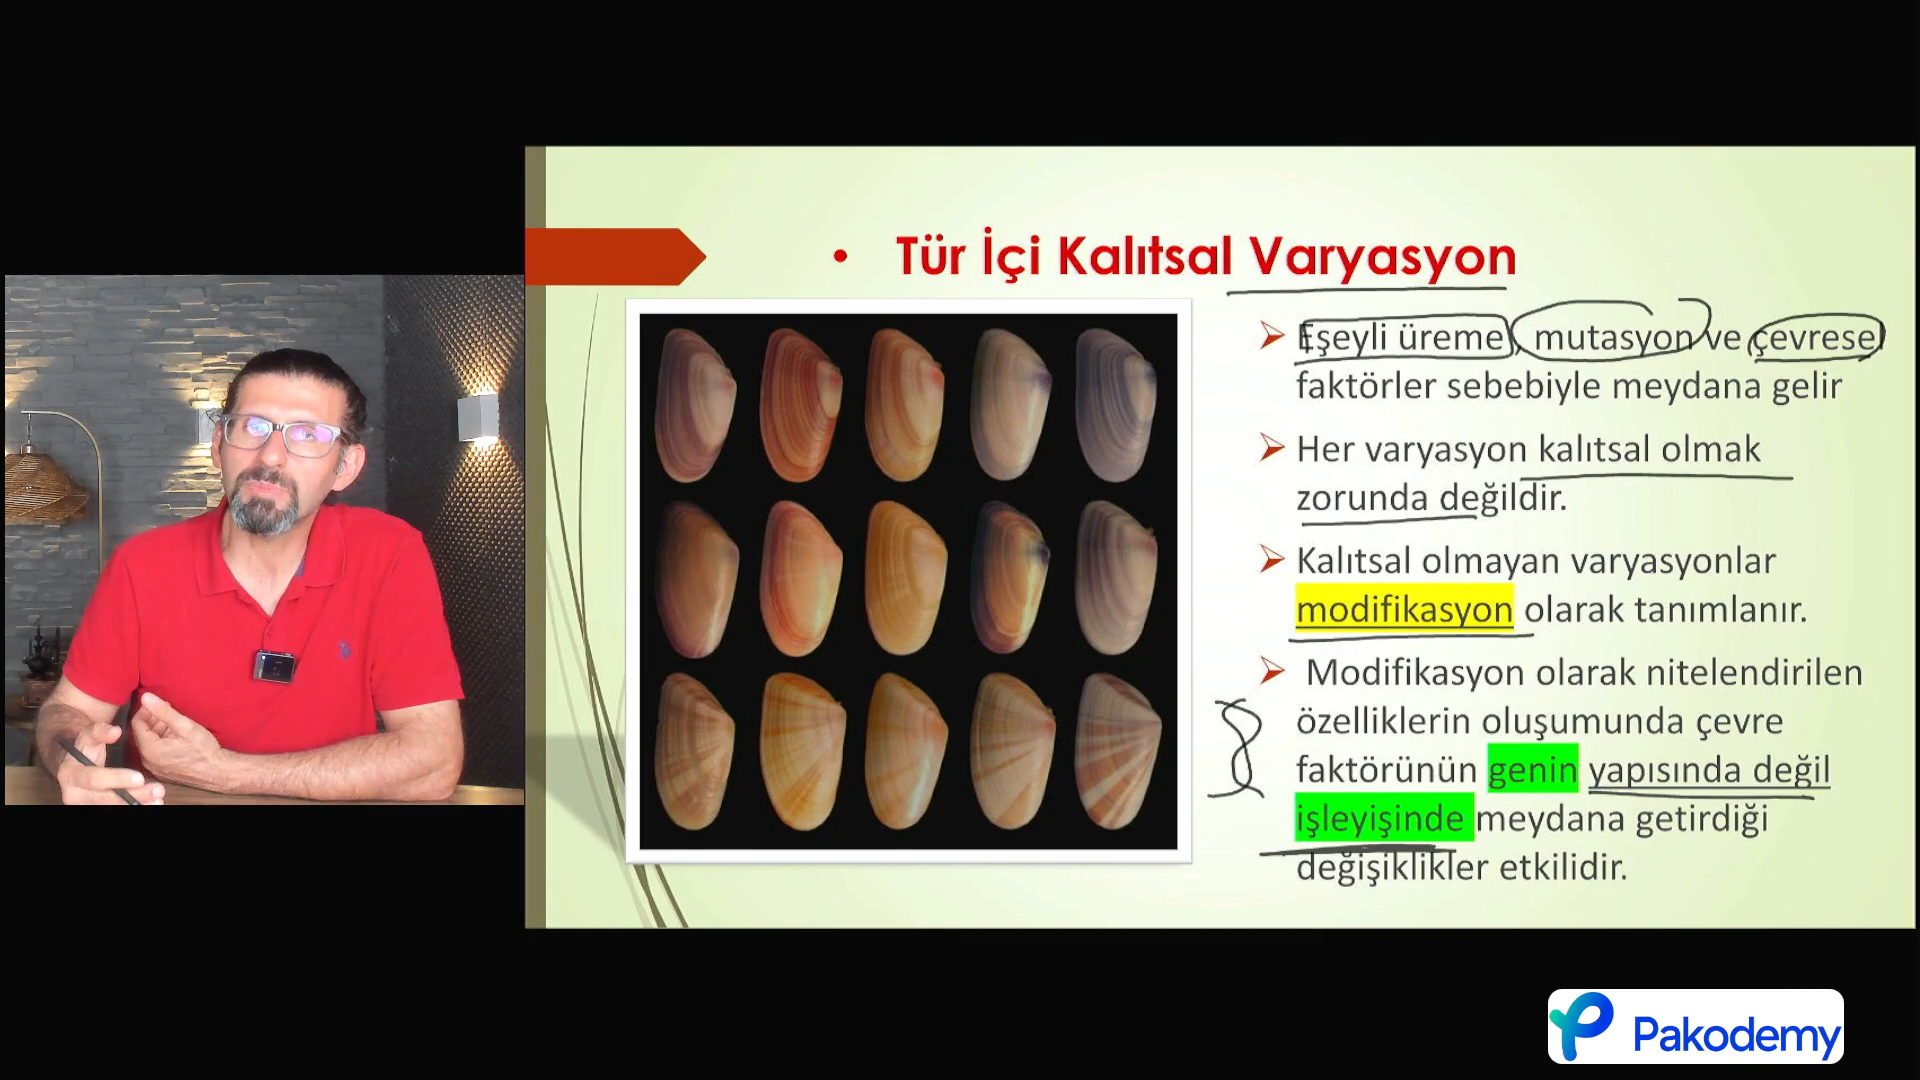 • Tür İçi Kalıtsal Varyasyon
Eşeyli üreme, mutasyon ve çevresel
faktörler sebebiyle meydana gelir
Her varyasyon kalıtsal olmak
zorunda değildir.
Kalıtsal olmayan varyasyonlar
modifikasyon olarak tanımlanır.
Modifikasyon olarak nitelendirilen
özelliklerin oluşumunda çevre
faktörünün genin yapısında değil
işleyişinde meydana getirdiği
değişiklikler etkilidir.
Pakodemy